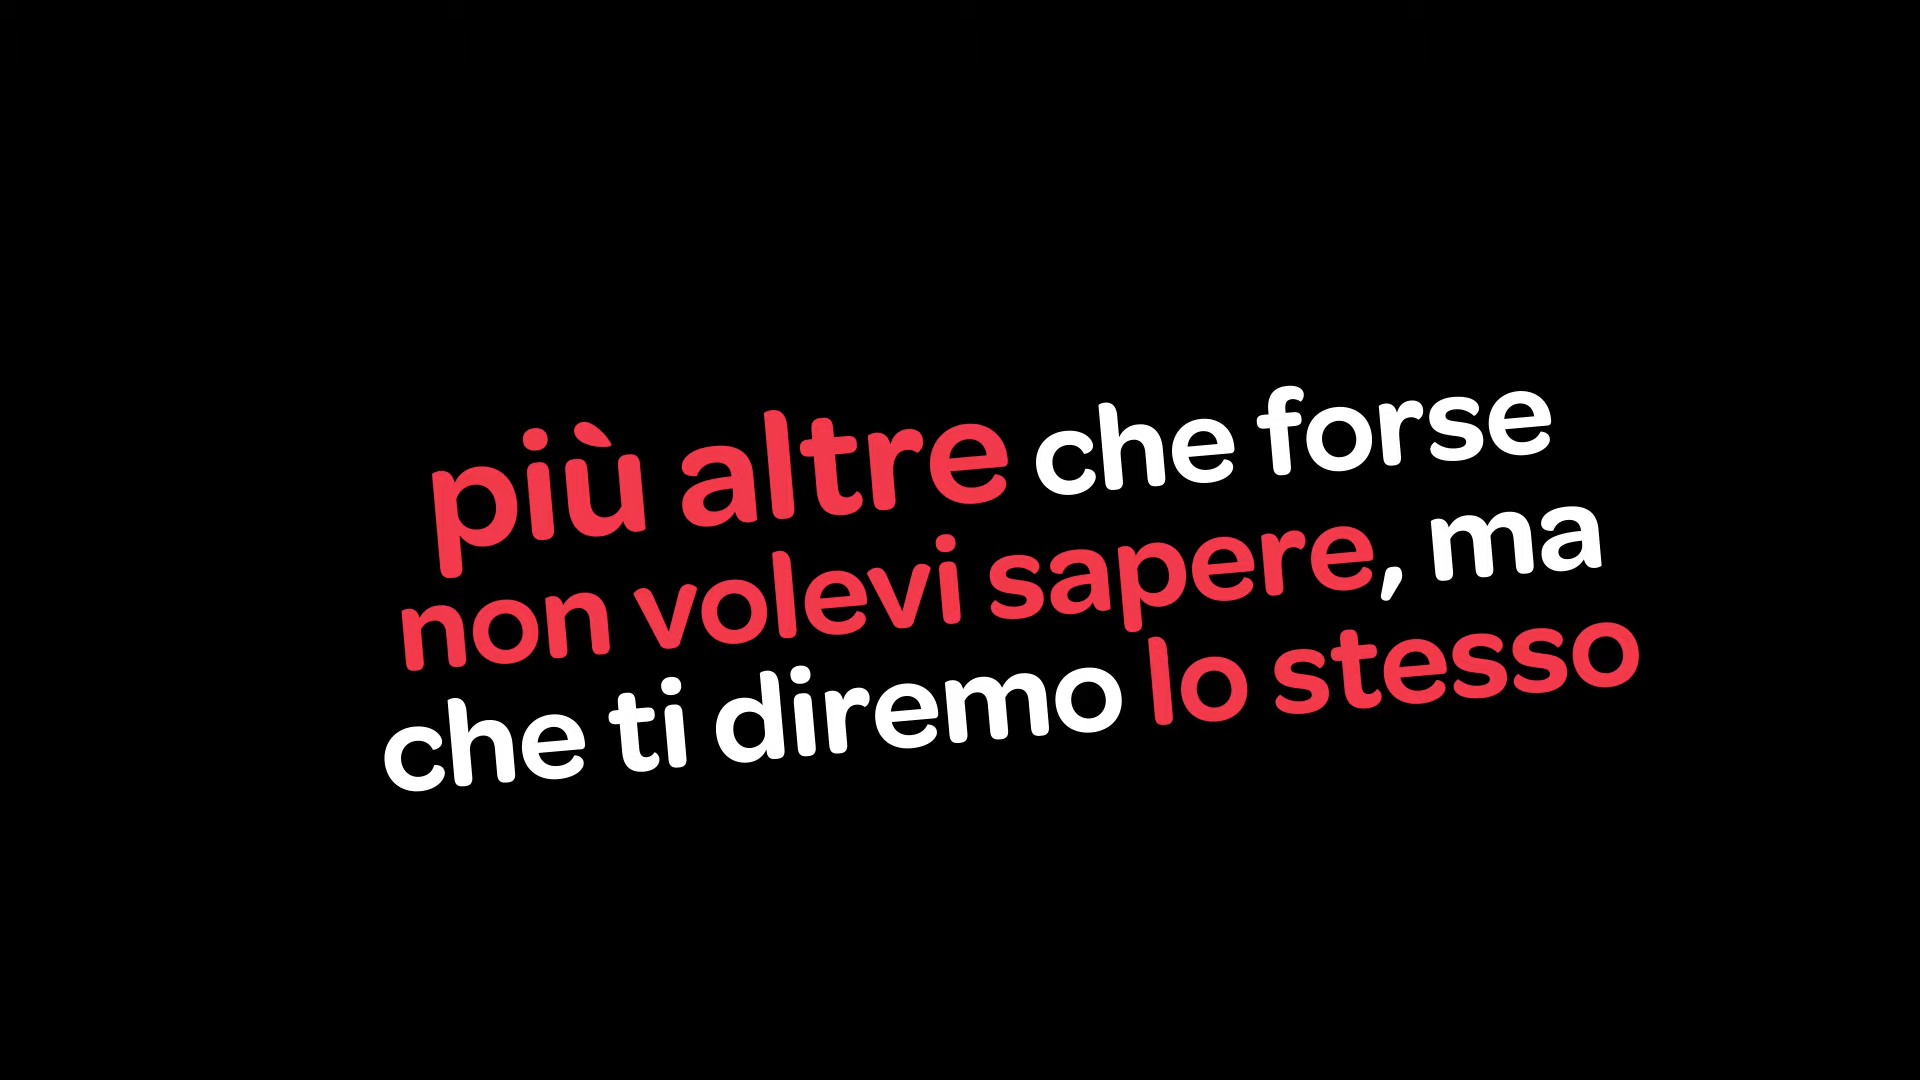 più altre che forse
non volevi sapere, ma
che ti diremo lo stesso